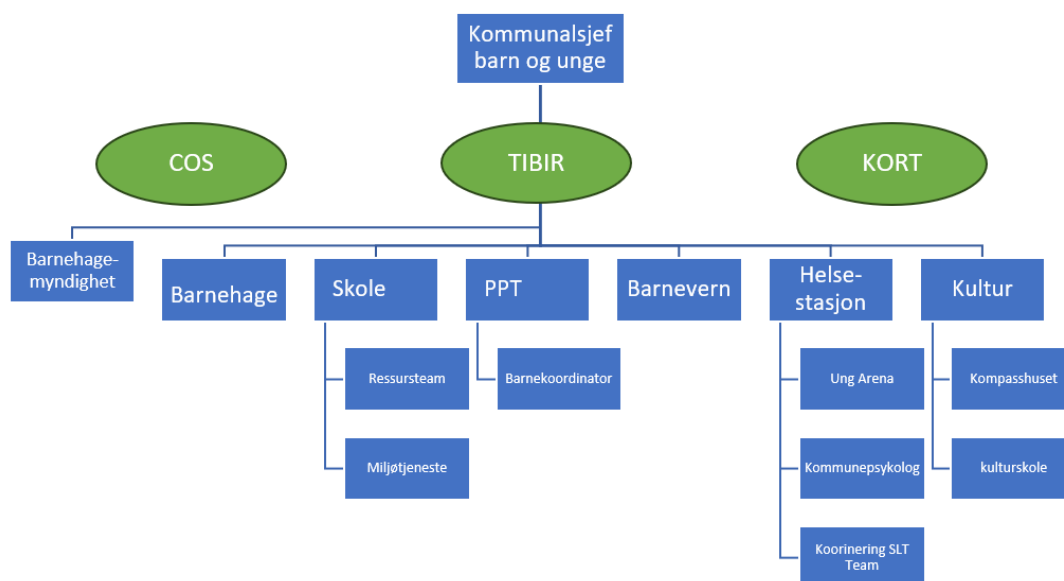 Kommunalsjef
barn og unge
COS
TIBIR
KORT
Barnehage-
myndighet
Barnehage
Skole
PPT
Barnevern
Helse-
stasjon
Kultur
Ressursteam
Barnekoordinator
Ung Arena
Kompasshuset
Miljøtjeneste
Kommunepsykolog
kulturskole
Koorinering SLT
Team